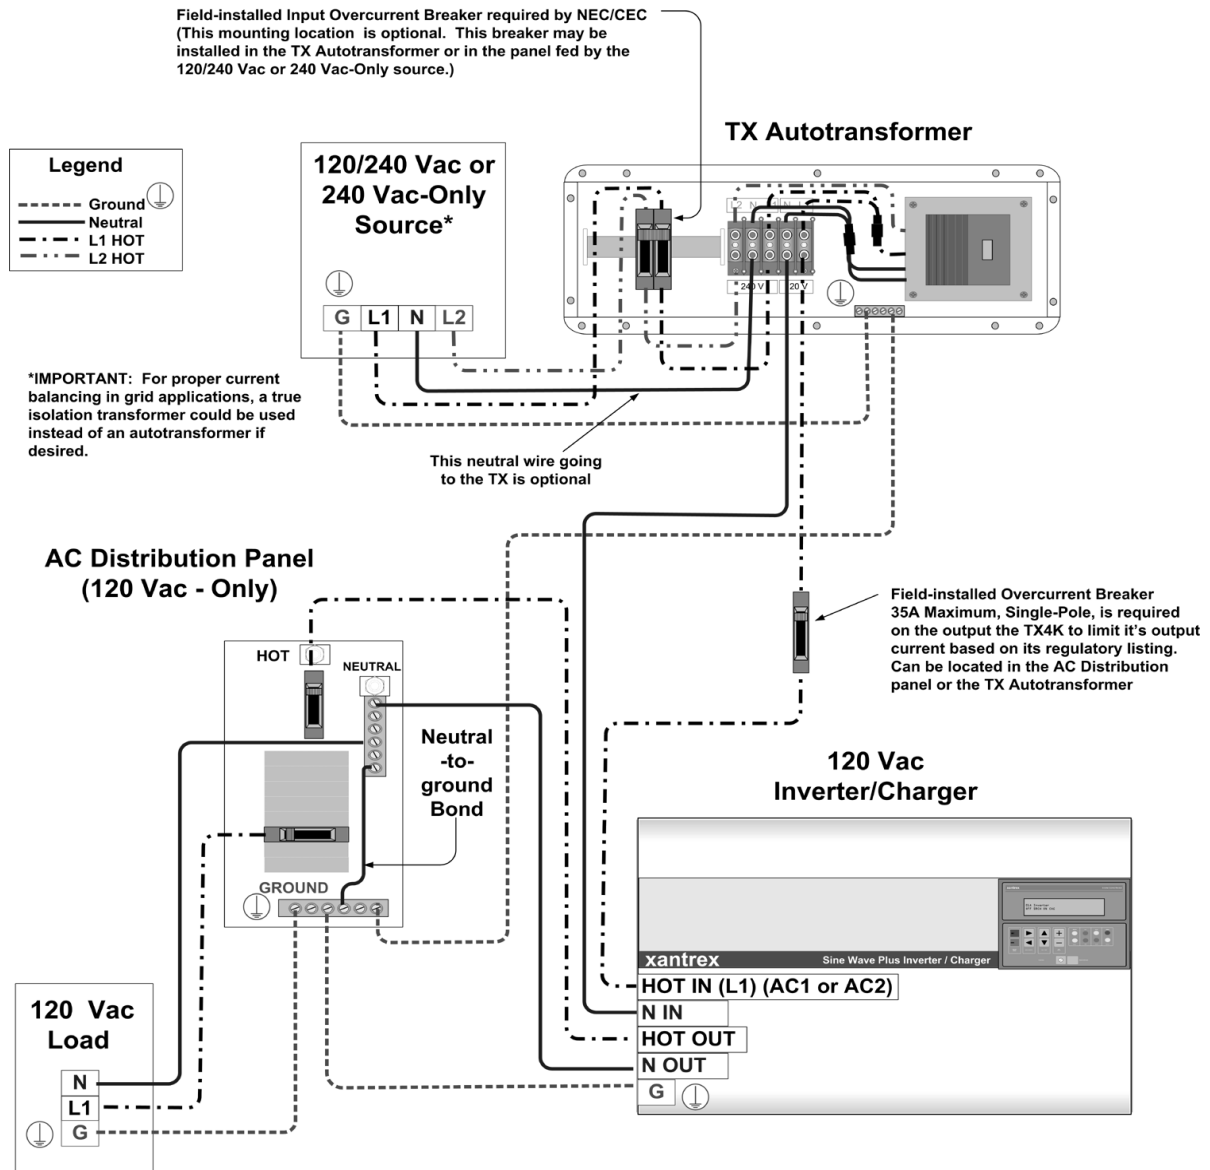 Field-installed Input Overcurrent Breaker required by NEC/CEC
(This mounting location is optional. This breaker may be
installed in the TX Autotransformer or in the panel fed by the
120/240 Vac or 240 Vac-Only source.)
TX Autotransformer
Legend
Ground
Neutral
L1 HOT
L2 HOT
120/240 Vac or
240 Vac-Only
Source*
G L1 N L2
L2 N
240 V
*IMPORTANT: For proper current
balancing in grid applications, a true
isolation transformer could be used
instead of an autotransformer if
desired.
This neutral wire going
to the TX is optional
AC Distribution Panel
(120 Vac - Only)
HOT
NEUTRAL
Neutral
-to-
ground
Bond
GROUND
Field-installed Overcurrent Breaker
35A Maximum, Single-Pole, is required
on the output the TX4K to limit it's output
current based on its regulatory listing.
Can be located in the AC Distribution
panel or the TX Autotransformer
120 Vac
Inverter/Charger
xantrex
Sine Wave Plus Inverter / Charger
HOT IN (L1) (AC1 or AC2)
N IN
HOT OUT
N OUT
G
120 Vac
Load
N
L1
G